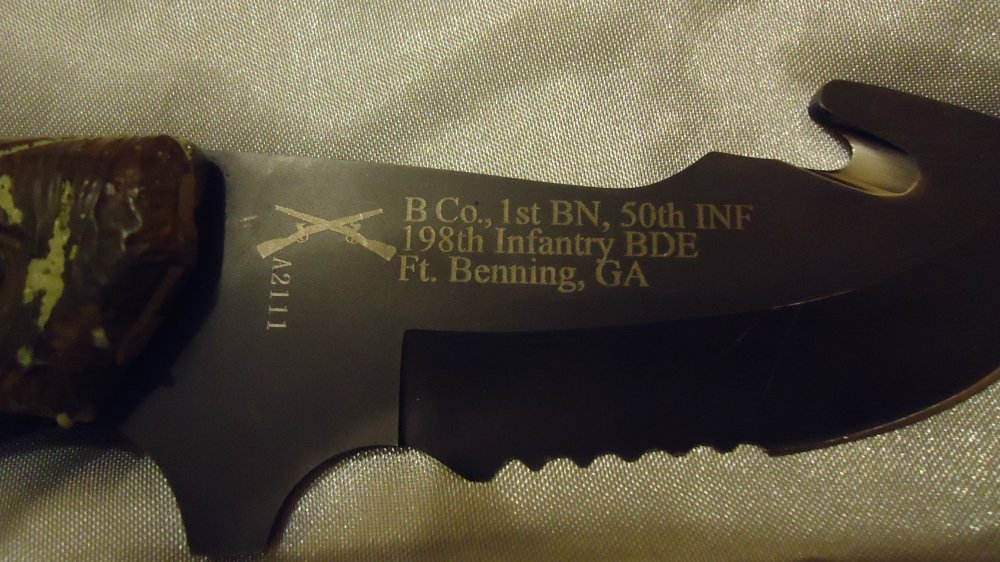 B Co., 1st BN, 50th INF
198th Infantry BDE
Ft. Benning, GA
A2111